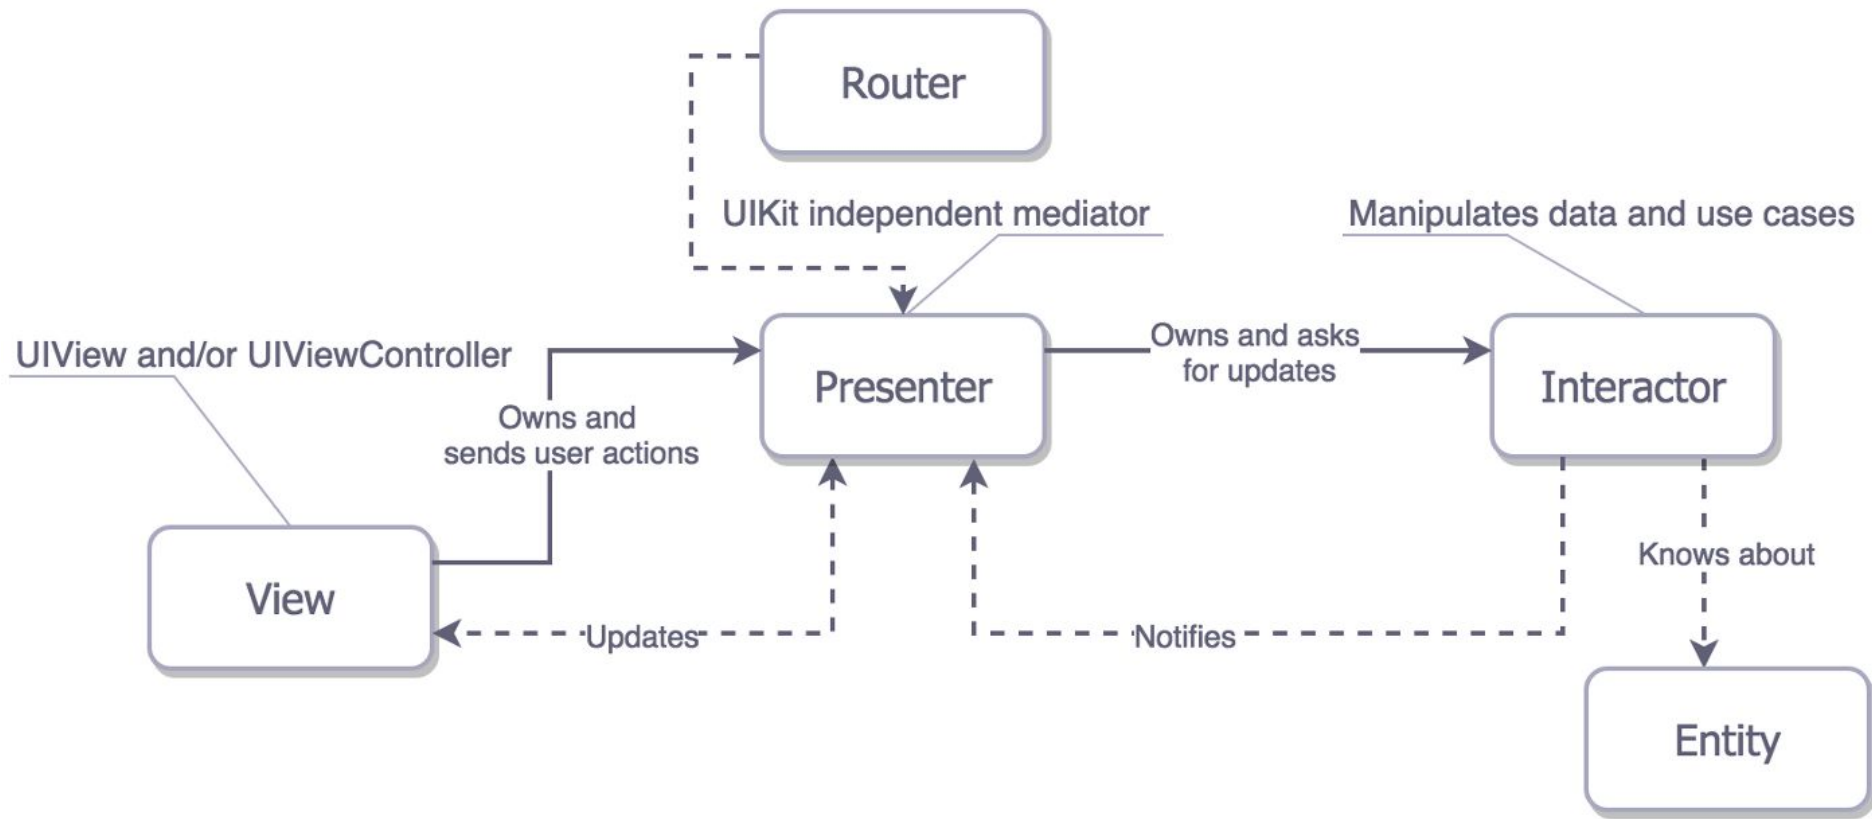 Router
UIKit independent mediator
Manipulates data and use cases
UIView and/or UIViewController
Owns and asks
for updates
Presenter
Interactor
Owns and
sends user actions
Knows about
View
Updates
Notifies
Entity